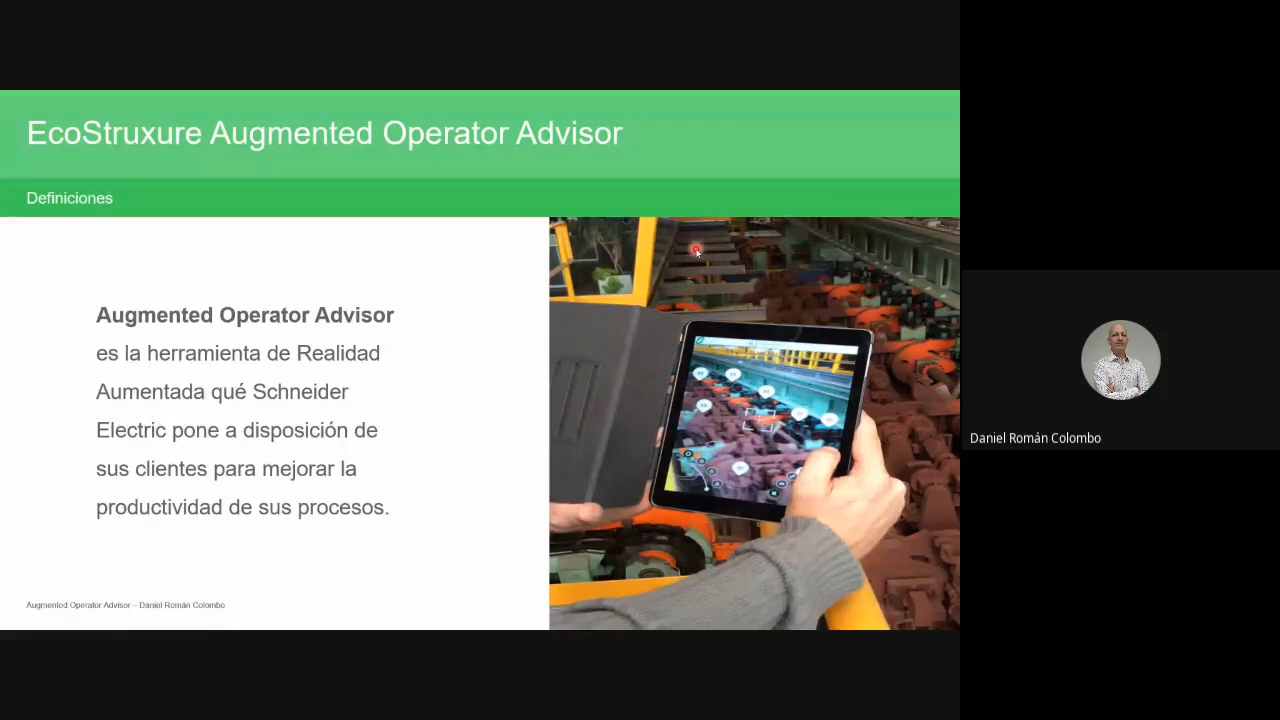 EcoStruxure Augmented Operator Advisor
Definiciones
Augmented Operator Advisor
es la herramienta de Realidad
Aumentada qué Schneider
Electric pone a disposición de
sus clientes para mejorar la
productividad de sus procesos.
Augmented Operator Advisor – Daniel Román Colombo
Daniel Román Colombo